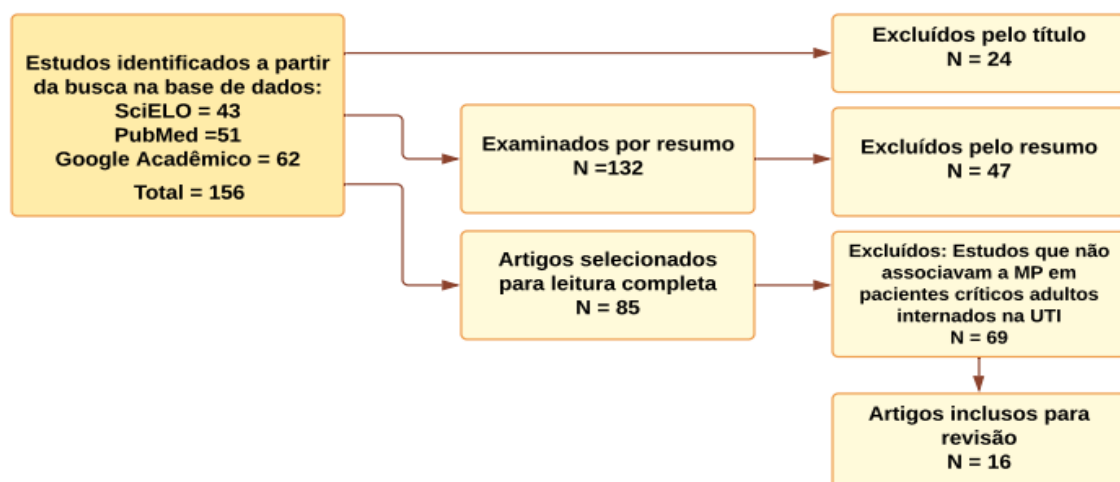 Estudos identificados a partir
da busca na base de dados:
SciELO = 43
PubMed =51
Google Acadêmico = 62
Total = 156
Excluídos pelo título
N = 24
Examinados por resumo
N =132
Excluídos pelo resumo
N = 47
Artigos selecionados
para leitura completa
N = 85
Excluídos: Estudos que não
associavam a MP em
pacientes críticos adultos
internados na UTI
N = 69
Artigos inclusos para
revisão
N = 16